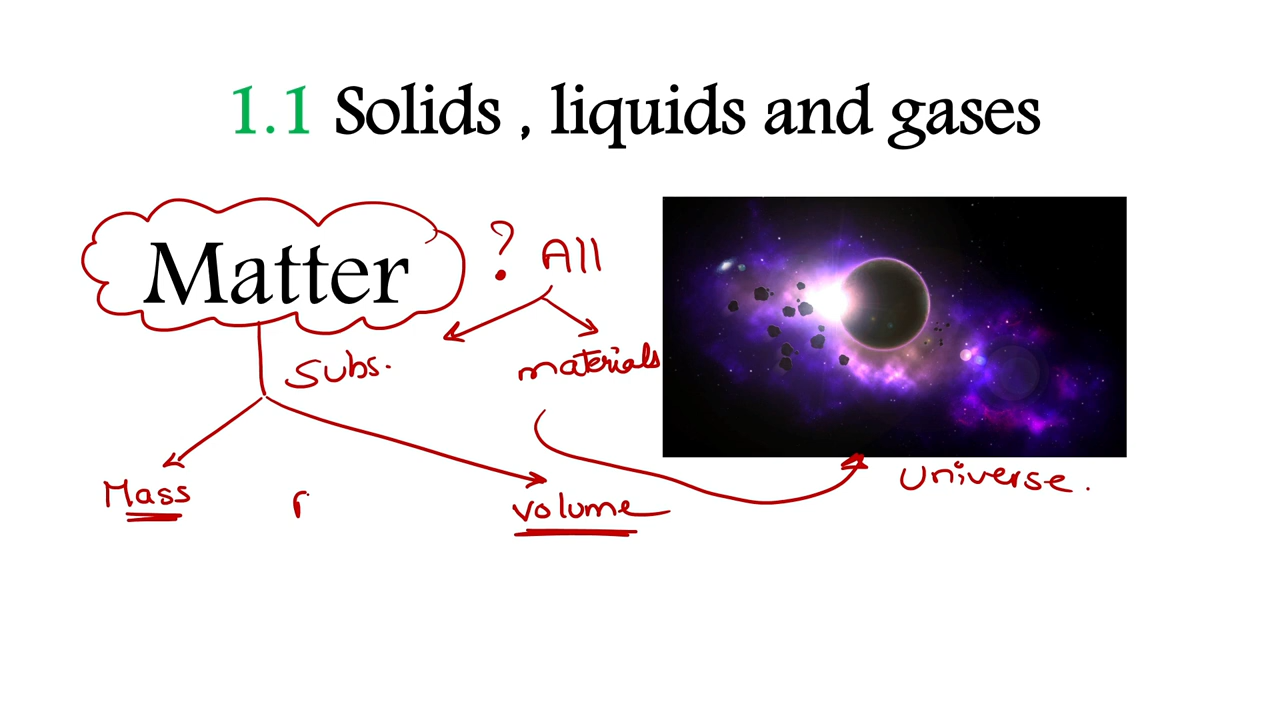 1.1 Solids , liquids and gases
Matter ? All
Subs. materials
Mass volume
Universe.